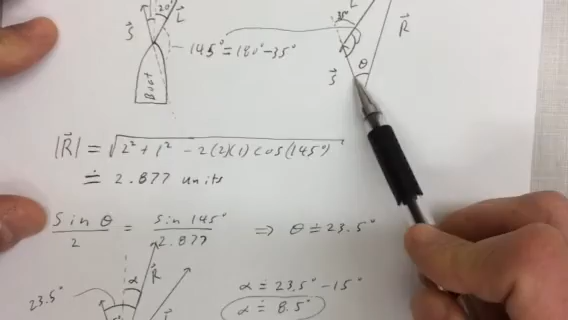 20°
L
S
145° = 180° - 35°
Boat
35°
L
R
S
θ
|R| = √2² + 1² - 2(2)(1) cos(145°)
≐ 2.877 units
sin θ / 2 = sin 145° / 2.877 ⇒ θ ≐ 23.5°
α
R
23.5°
α ≐ 23.5° - 15°
α ≐ 8.5°